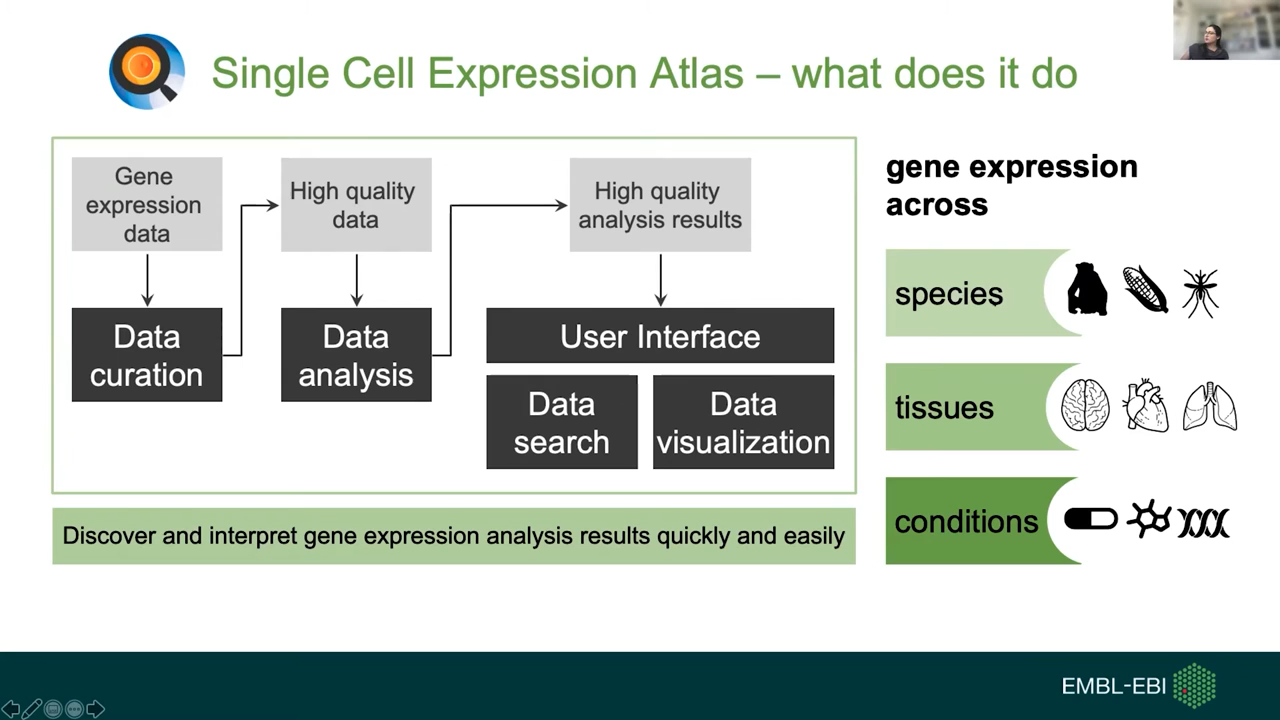 Single Cell Expression Atlas – what does it do
Gene
expression
data
High quality
data
High quality
analysis results
Data
curation
Data
analysis
User Interface
Data
search
Data
visualization
Discover and interpret gene expression analysis results quickly and easily
gene expression
across
species
tissues
conditions
EMBL-EBI